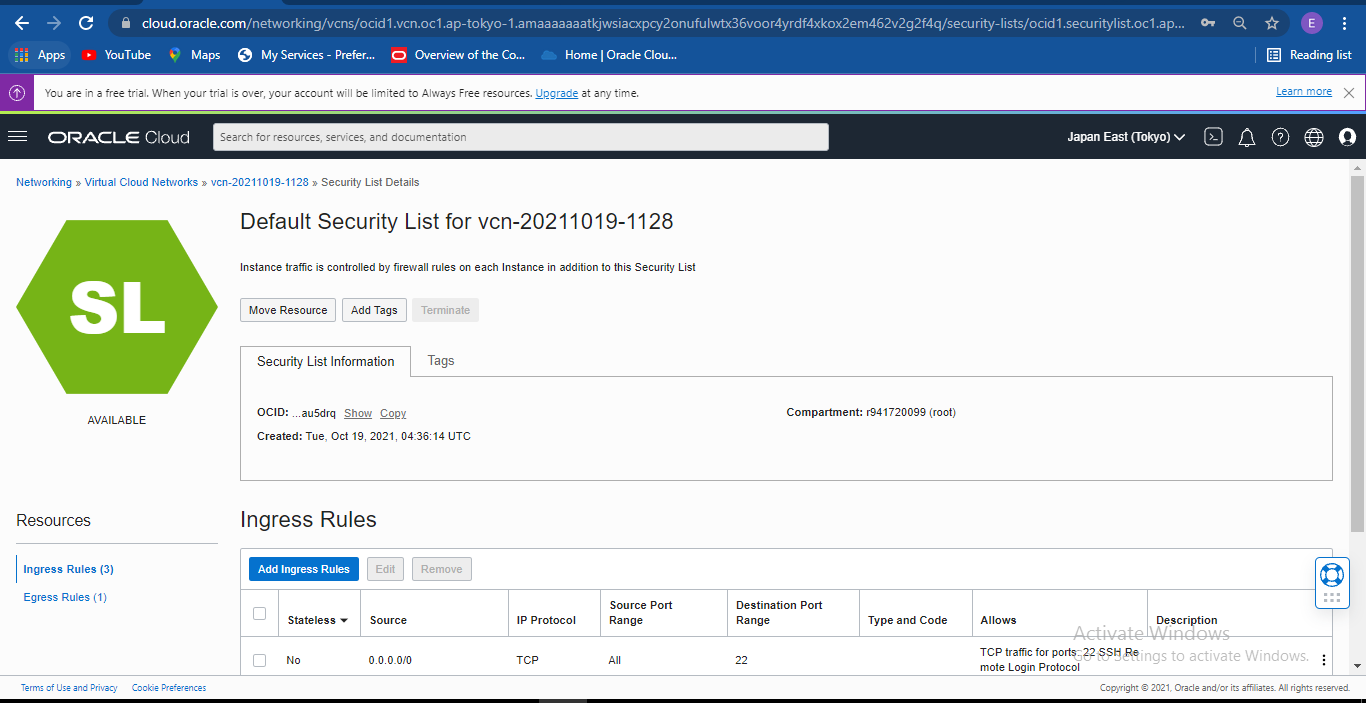 cloud.oracle.com/networking/vcns/ocid1.vcn.oc1.ap-tokyo-1.amaaaaaaatkjwsiacxpcy2onufulwtx36voor4yrdf4xkox2em462v2g2f4q/security-lists/ocid1.securitylist.oc1.ap...
E
Apps
YouTube
Maps
My Services - Prefer...
Overview of the Co...
Home | Oracle Clou...
Reading list
You are in a free trial. When your trial is over, your account will be limited to Always Free resources. Upgrade at any time.
Learn more
ORACLE Cloud
Search for resources, services, and documentation
Japan East (Tokyo)
Networking » Virtual Cloud Networks » vcn-20211019-1128 » Security List Details
SL
AVAILABLE
Default Security List for vcn-20211019-1128
Instance traffic is controlled by firewall rules on each Instance in addition to this Security List
Move Resource
Add Tags
Terminate
Security List Information
Tags
OCID: ...au5drq Show Copy
Compartment: r941720099 (root)
Created: Tue, Oct 19, 2021, 04:36:14 UTC
Resources
Ingress Rules (3)
Egress Rules (1)
Ingress Rules
Add Ingress Rules
Edit
Remove
Stateless
Source
IP Protocol
Source Port
Range
Destination Port
Range
Type and Code
Allows
Description
No
0.0.0.0/0
TCP
All
22
TCP traffic for ports: 22 SSH Re
mote Login Protocol
Activate Windows
Go to Settings to activate Windows.
Terms of Use and Privacy
Cookie Preferences
Copyright © 2021, Oracle and/or its affiliates. All rights reserved.